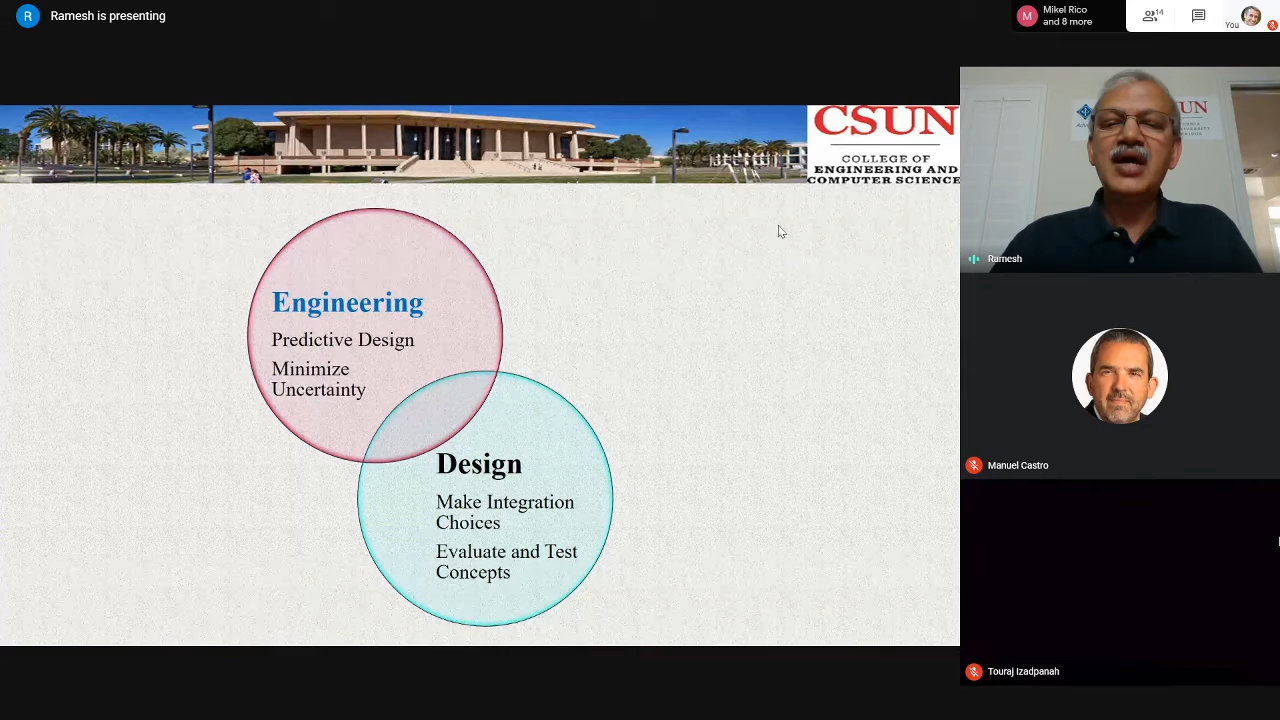 R Ramesh is presenting
M Mikel Rico
and 8 more
14
You
CSUN
COLLEGE OF
ENGINEERING AND
COMPUTER SCIENCE
Engineering
Predictive Design
Minimize
Uncertainty
Design
Make Integration
Choices
Evaluate and Test
Concepts
Ramesh
Manuel Castro
Touraj Izadpanah